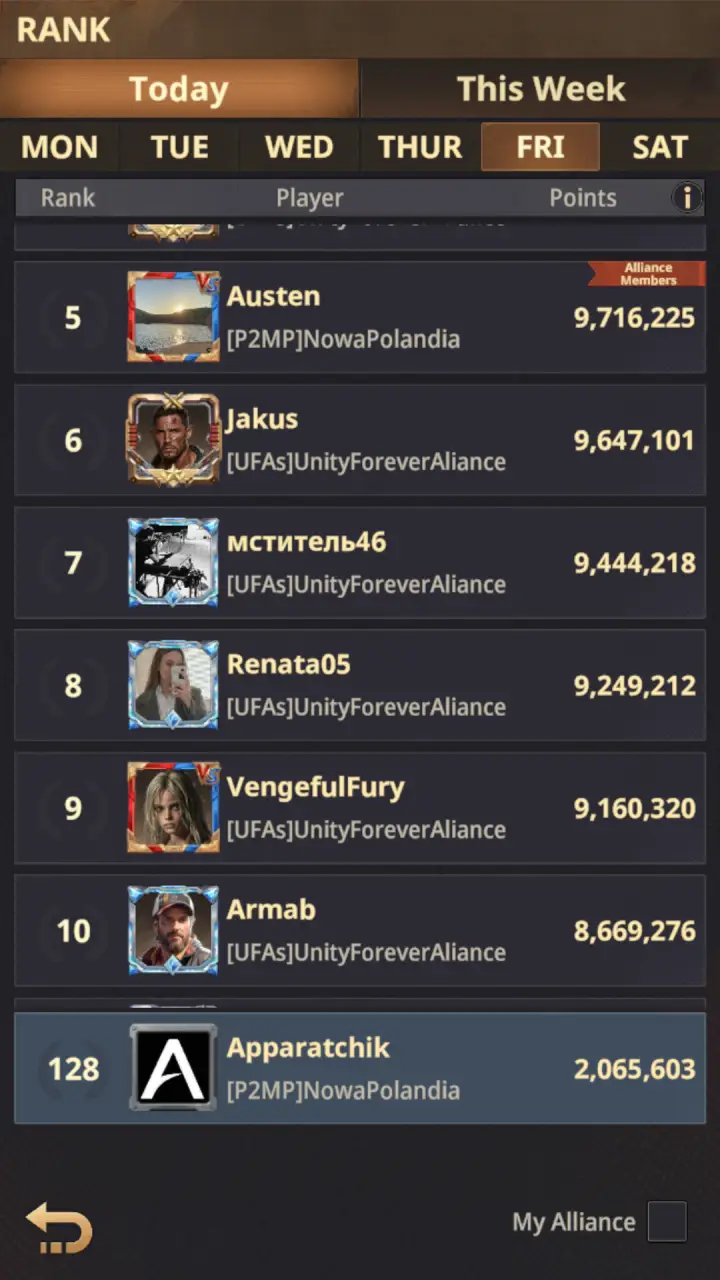 RANK
Today
This Week
MON TUE WED THUR FRI SAT
Rank Player Points
Alliance
Members
5 Austen 9,716,225
[P2MP]NowaPolandia
6 Jakus 9,647,101
[UFAs]UnityForeverAliance
7 мститель46 9,444,218
[UFAs]UnityForeverAliance
8 Renata05 9,249,212
[UFAs]UnityForeverAliance
9 VengefulFury 9,160,320
[UFAs]UnityForeverAliance
10 Armab 8,669,276
[UFAs]UnityForeverAliance
128 Apparatchik 2,065,603
[P2MP]NowaPolandia
My Alliance